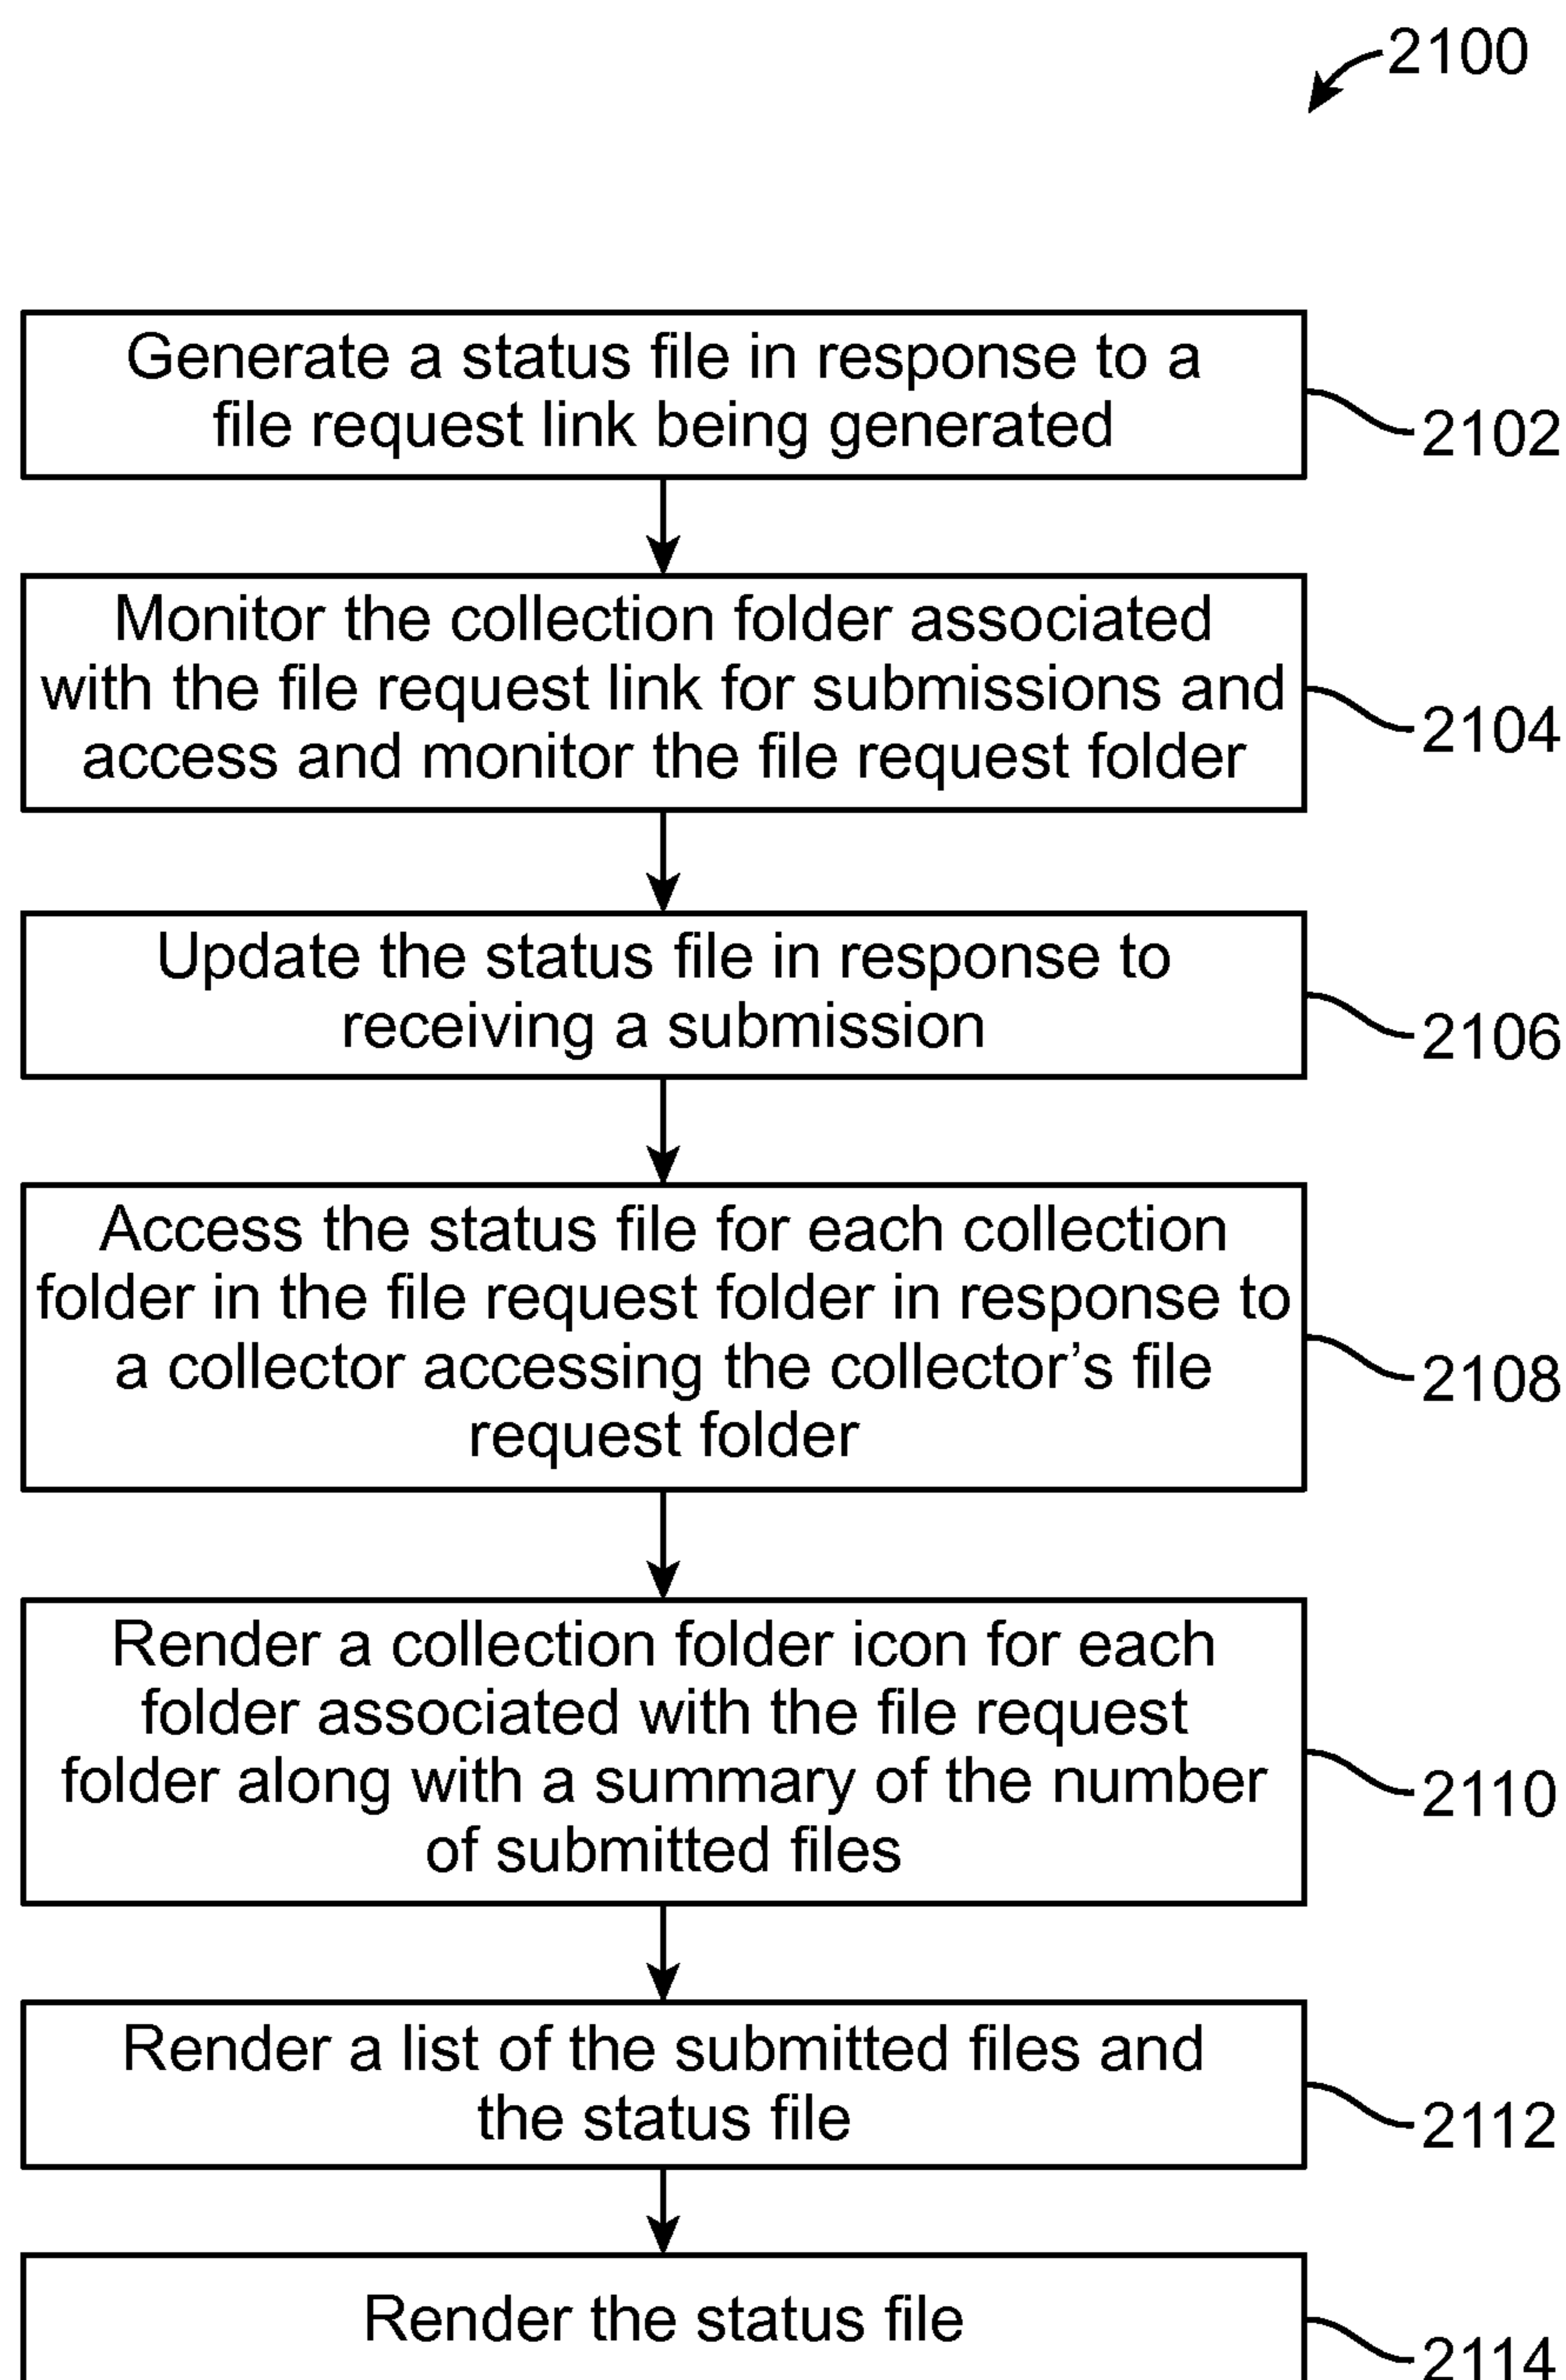 2100
Generate a status file in response to a
file request link being generated
2102
Monitor the collection folder associated
with the file request link for submissions and
access and monitor the file request folder
2104
Update the status file in response to
receiving a submission
2106
Access the status file for each collection
folder in the file request folder in response to
a collector accessing the collector’s file
request folder
2108
Render a collection folder icon for each
folder associated with the file request
folder along with a summary of the number
of submitted files
2110
Render a list of the submitted files and
the status file
2112
Render the status file
2114